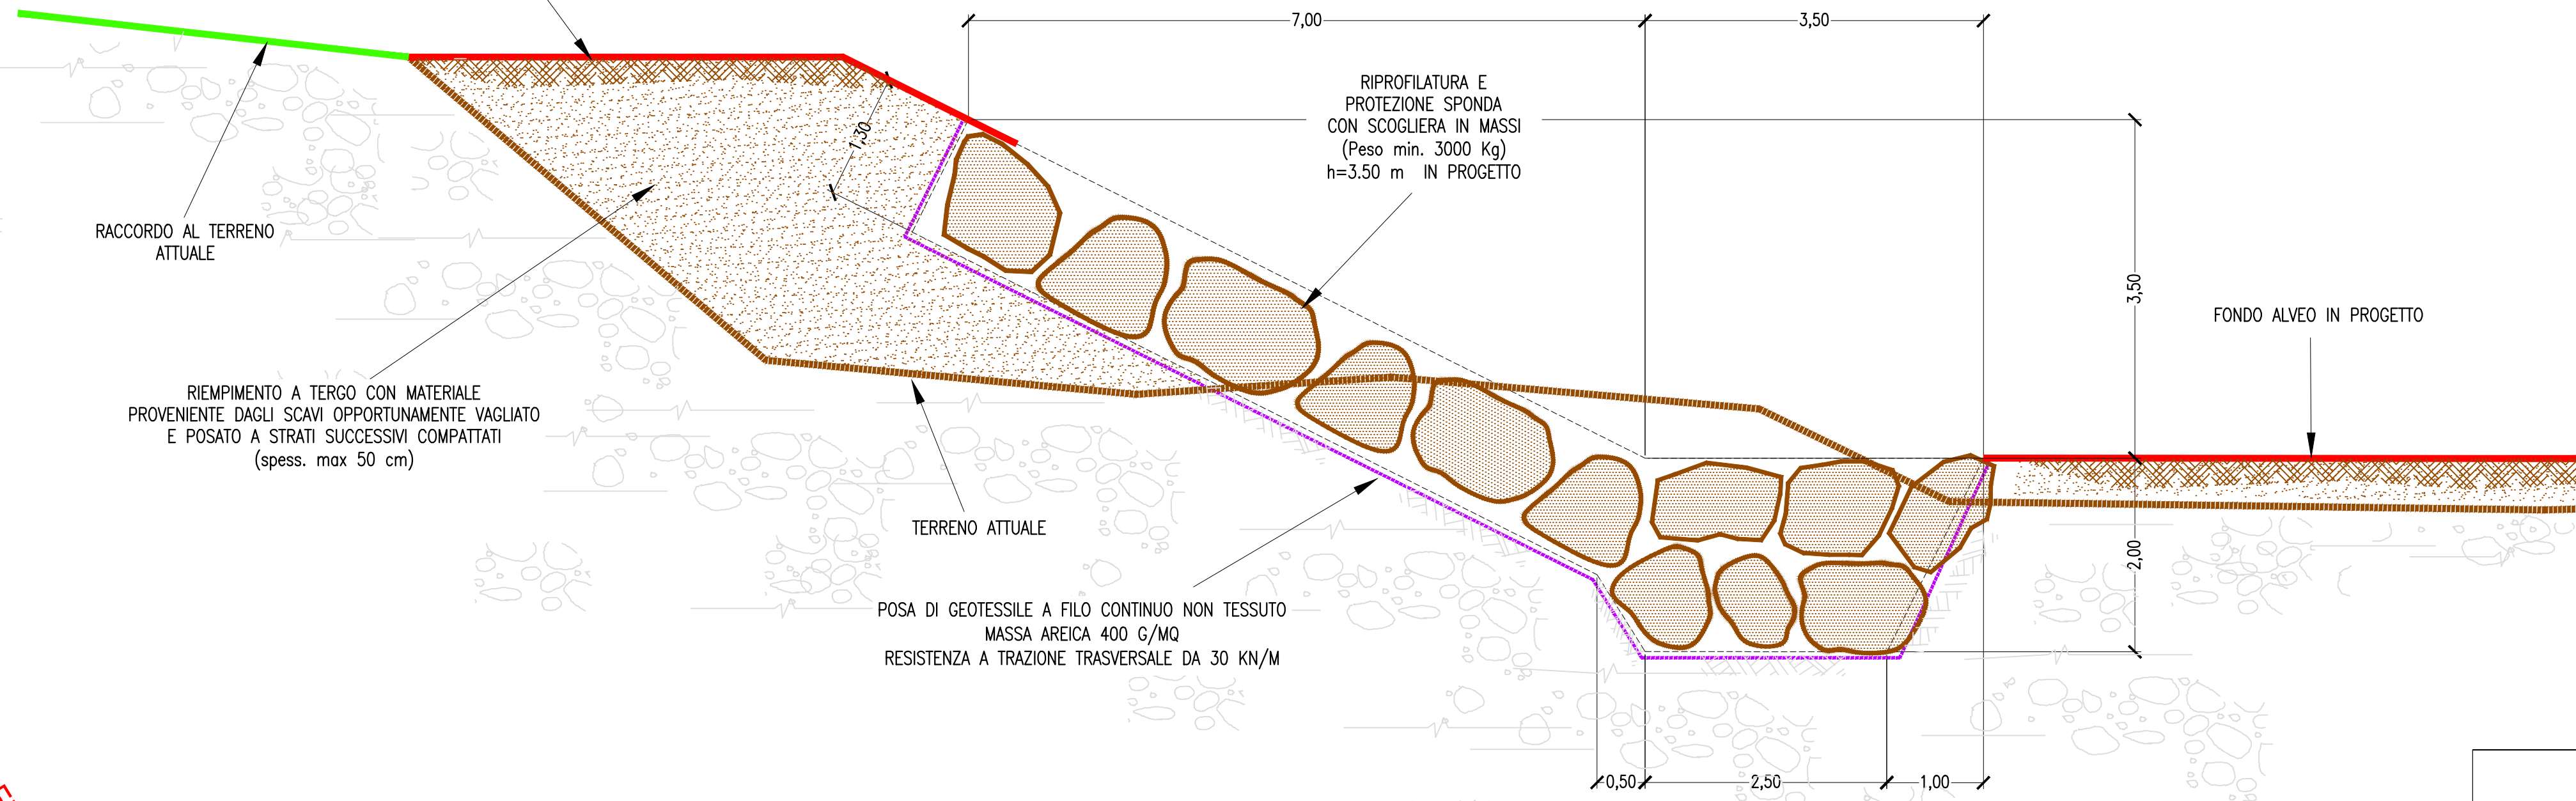 7,00
3,50
RIPROFILATURA E
PROTEZIONE SPONDA
CON SCOGLIERA IN MASSI
(Peso min. 3000 Kg)
h=3.50 m IN PROGETTO
1,30
RACCORDO AL TERRENO
ATTUALE
3,50
FONDO ALVEO IN PROGETTO
RIEMPIMENTO A TERGO CON MATERIALE
PROVENIENTE DAGLI SCAVI OPPORTUNAMENTE VAGLIATO
E POSATO A STRATI SUCCESSIVI COMPATTATI
(spess. max 50 cm)
TERRENO ATTUALE
2,00
POSA DI GEOTESSILE A FILO CONTINUO NON TESSUTO
MASSA AREICA 400 G/MQ
RESISTENZA A TRAZIONE TRASVERSALE DA 30 KN/M
0,50
2,50
1,00